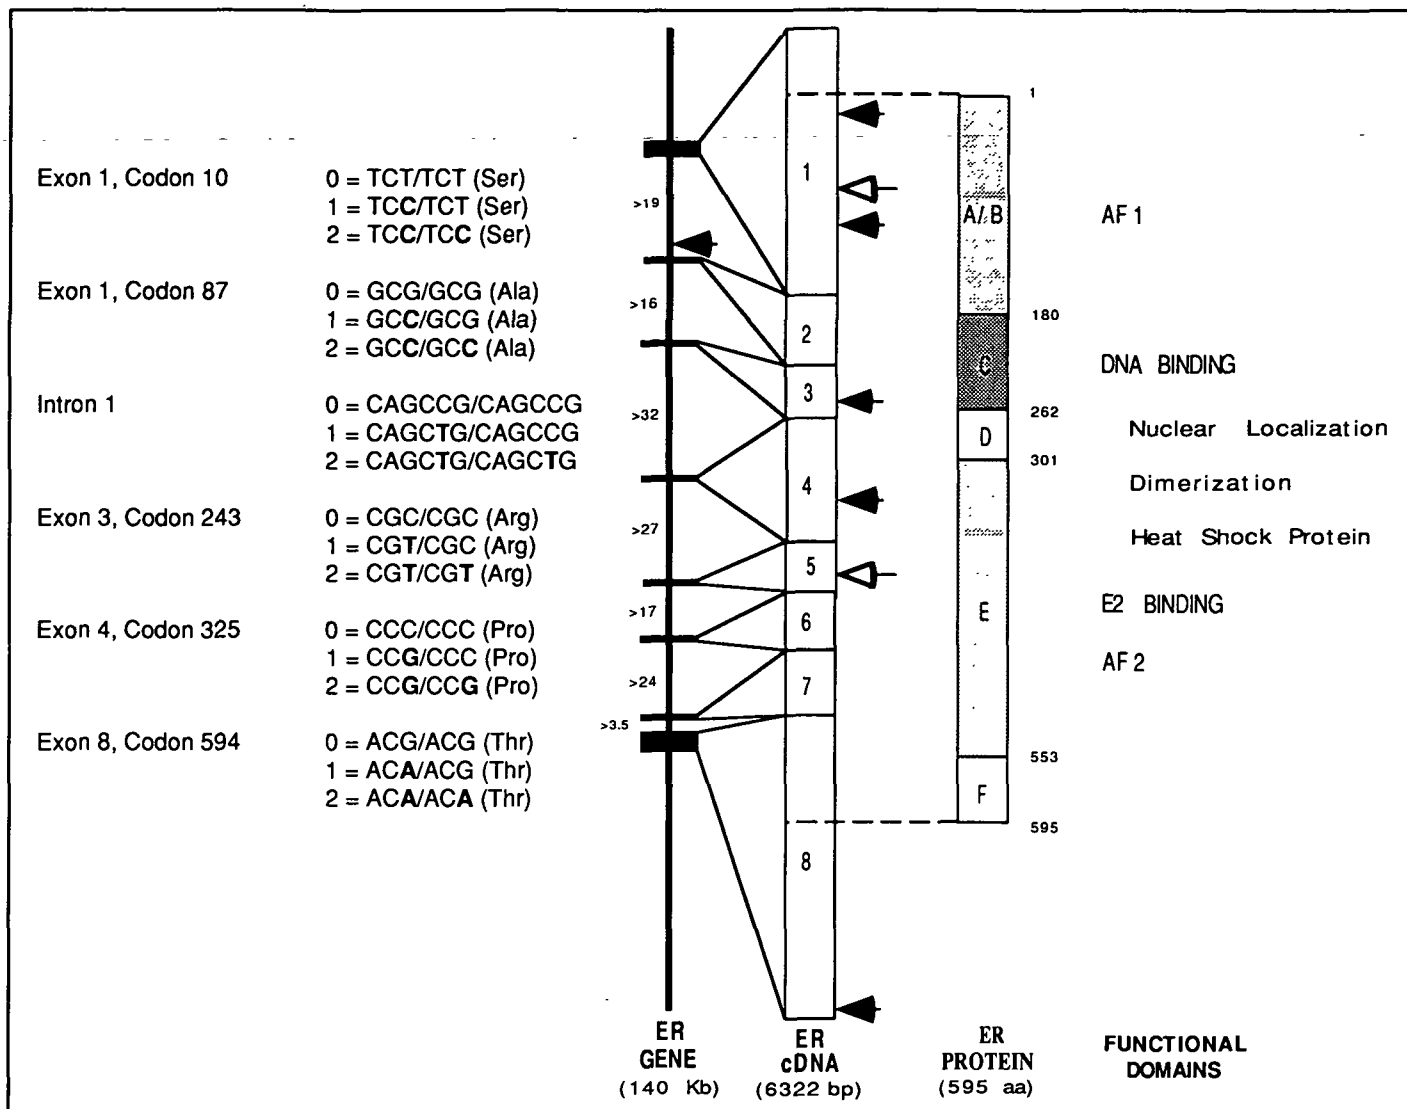 Exon 1, Codon 10
0 = TCT/TCT (Ser)
1 = TCC/TCT (Ser)
2 = TCC/TCC (Ser)
Exon 1, Codon 87
0 = GCG/GCG (Ala)
1 = GCC/GCG (Ala)
2 = GCC/GCC (Ala)
Intron 1
0 = CAGCCG/CAGCCG
1 = CAGCTG/CAGCCG
2 = CAGCTG/CAGCTG
Exon 3, Codon 243
0 = CGC/CGC (Arg)
1 = CGT/CGC (Arg)
2 = CGT/CGT (Arg)
Exon 4, Codon 325
0 = CCC/CCC (Pro)
1 = CCG/CCC (Pro)
2 = CCG/CCG (Pro)
Exon 8, Codon 594
0 = ACG/ACG (Thr)
1 = ACA/ACG (Thr)
2 = ACA/ACA (Thr)
>19
>16
>32
>27
>17
>24
>3.5
ER
GENE
(140 Kb)
1
2
3
4
5
6
7
8
ER
cDNA
(6322 bp)
1
A/B
180
C
262
D
301
E
553
F
595
ER
PROTEIN
(595 aa)
AF 1
DNA BINDING
Nuclear Localization
Dimerization
Heat Shock Protein
E2 BINDING
AF 2
FUNCTIONAL
DOMAINS